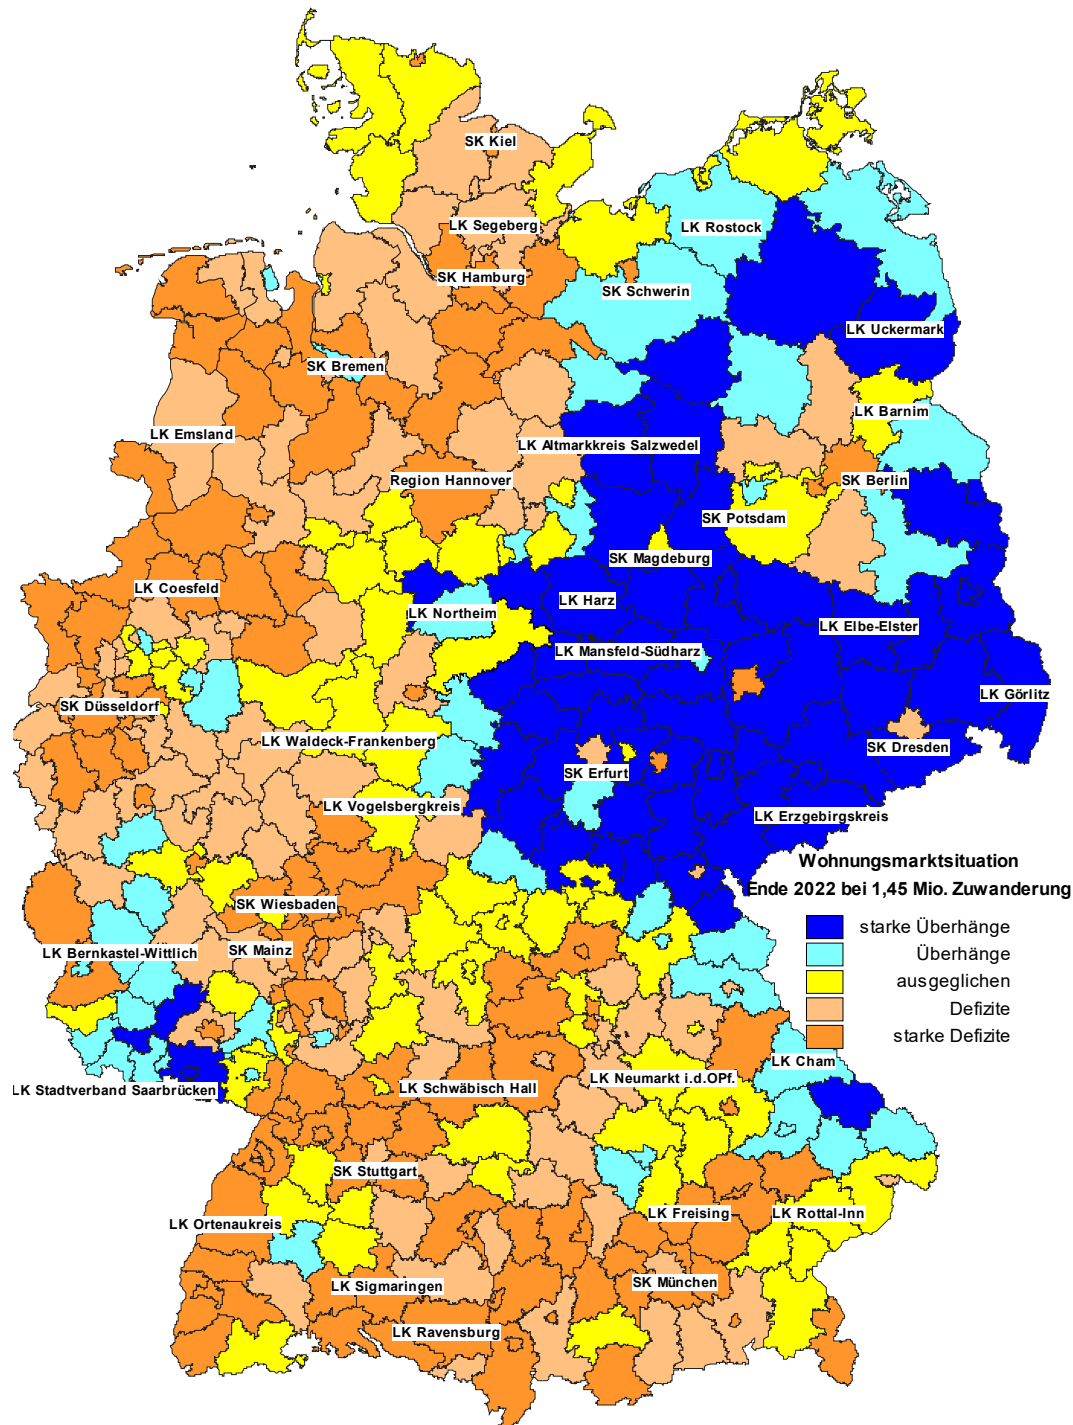 SK Kiel
LK Segeberg
LK Rostock
SK Hamburg
SK Schwerin
LK Uckermark
SK Bremen
LK Barnim
LK Emsland
LK Altmarkkreis Salzwedel
Region Hannover
SK Berlin
SK Potsdam
SK Magdeburg
LK Coesfeld
LK Harz
LK Northeim
LK Elbe-Elster
LK Mansfeld-Südharz
LK Görlitz
SK Düsseldorf
LK Waldeck-Frankenberg
SK Dresden
SK Erfurt
LK Vogelsbergkreis
LK Erzgebirgskreis
Wohnungsmarktsituation
Ende 2022 bei 1,45 Mio. Zuwanderung
starke Überhänge
Überhänge
ausgeglichen
Defizite
starke Defizite
SK Wiesbaden
SK Mainz
LK Bernkastel-Wittlich
LK Cham
LK Neumarkt i.d.OPf.
LK Stadtverband Saarbrücken
LK Schwäbisch Hall
SK Stuttgart
LK Freising
LK Rottal-Inn
LK Ortenaukreis
SK München
LK Sigmaringen
LK Ravensburg